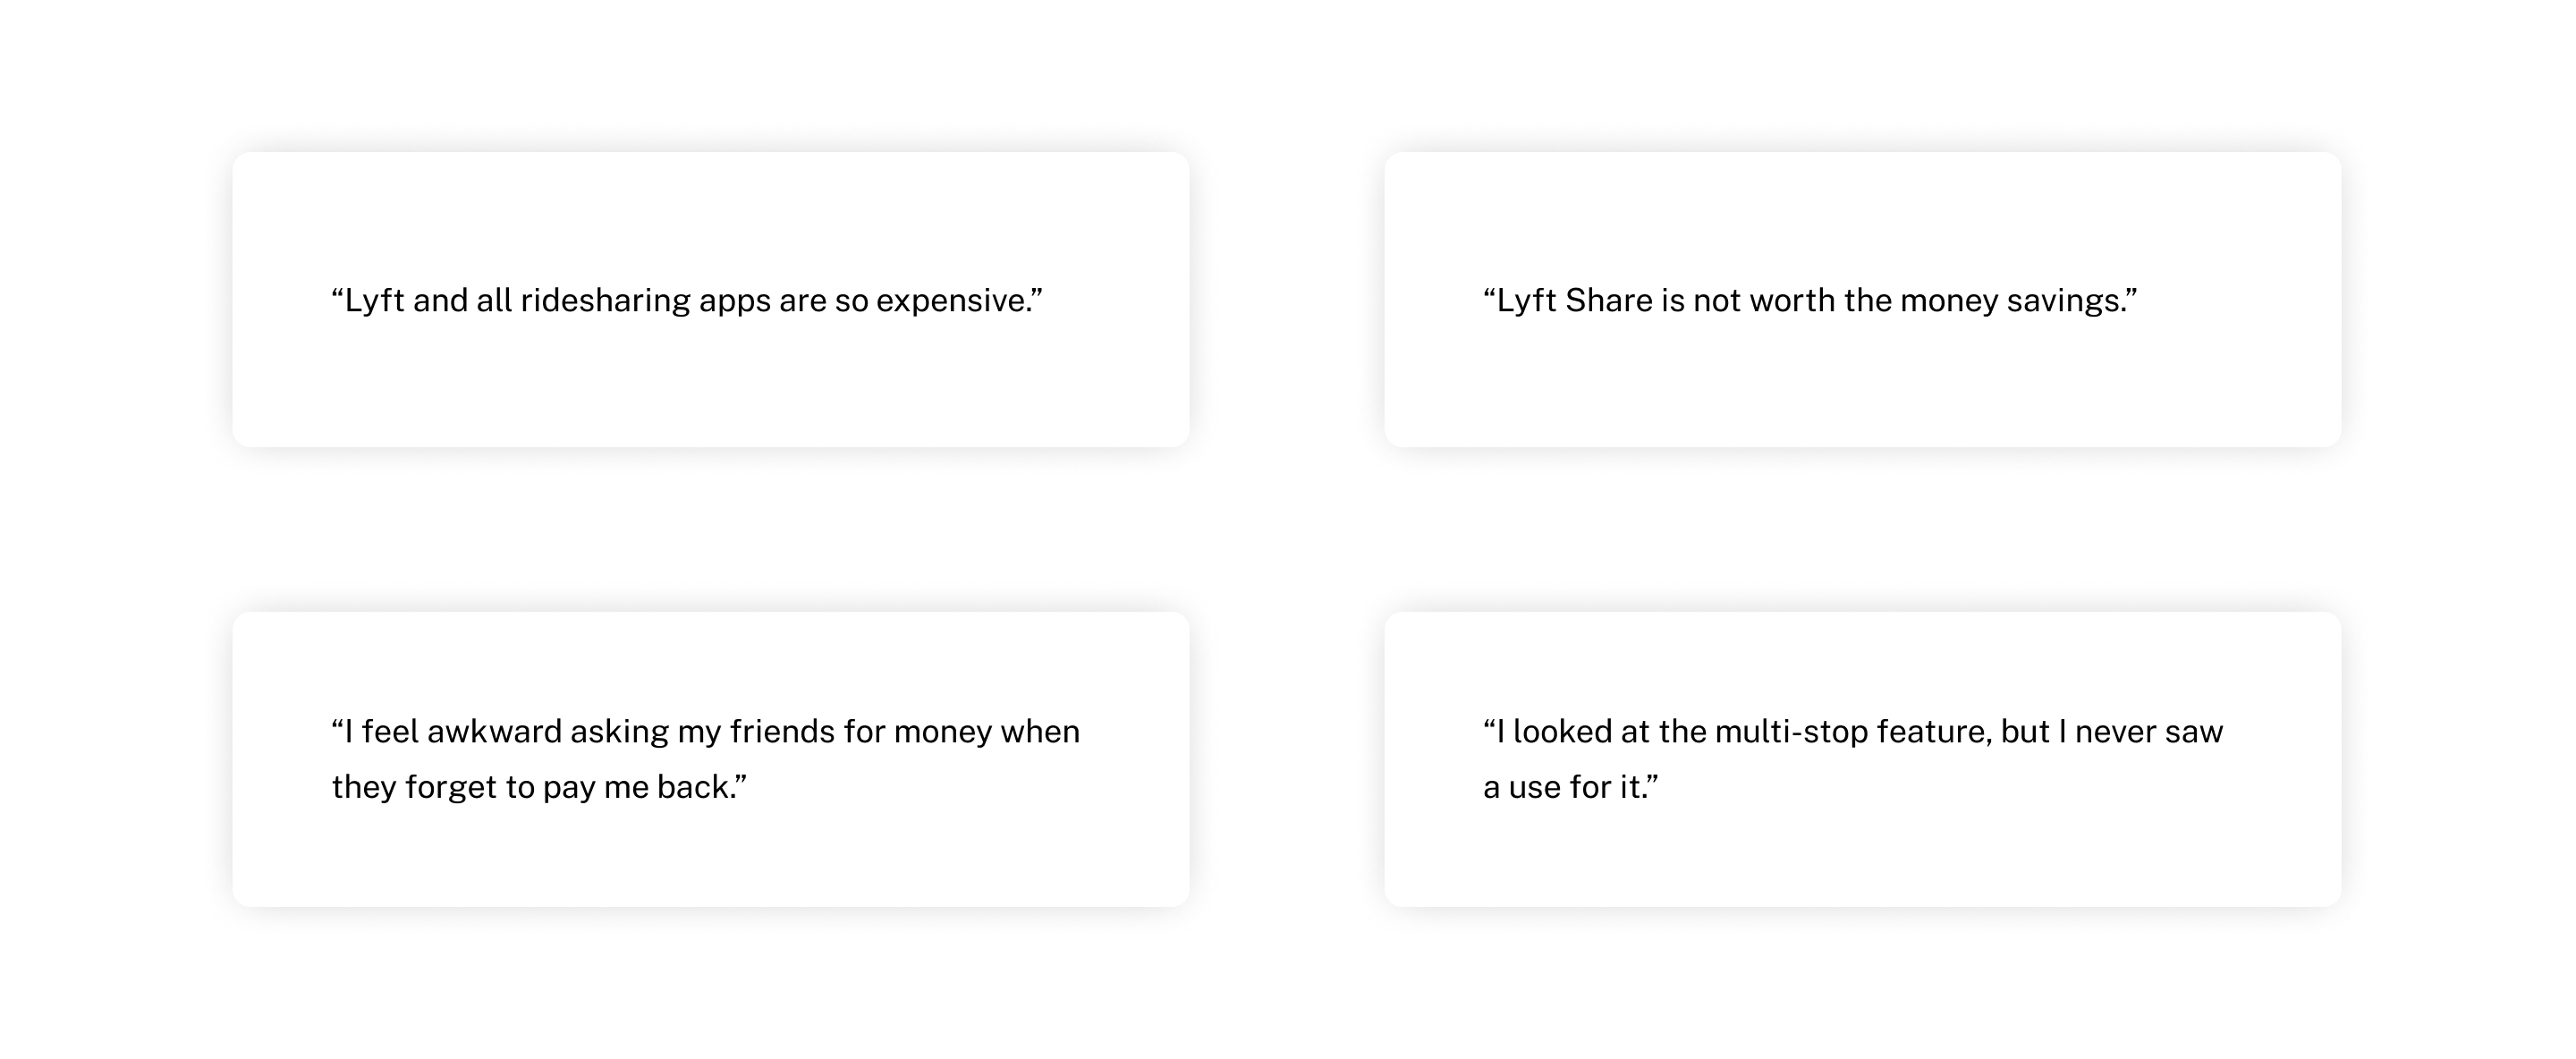 “Lyft and all ridesharing apps are so expensive.”
“Lyft Share is not worth the money savings.”
“I feel awkward asking my friends for money when
they forget to pay me back.”
“I looked at the multi-stop feature, but I never saw
a use for it.”